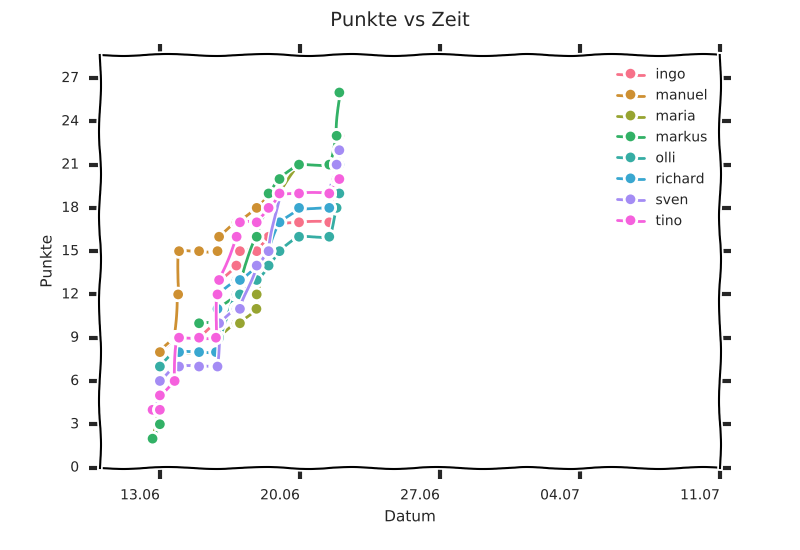 Punkte vs Zeit
27
24
21
18
15
12
9
6
3
0
Punkte
13.06
20.06
27.06
04.07
11.07
Datum
ingo
manuel
maria
markus
olli
richard
sven
tino